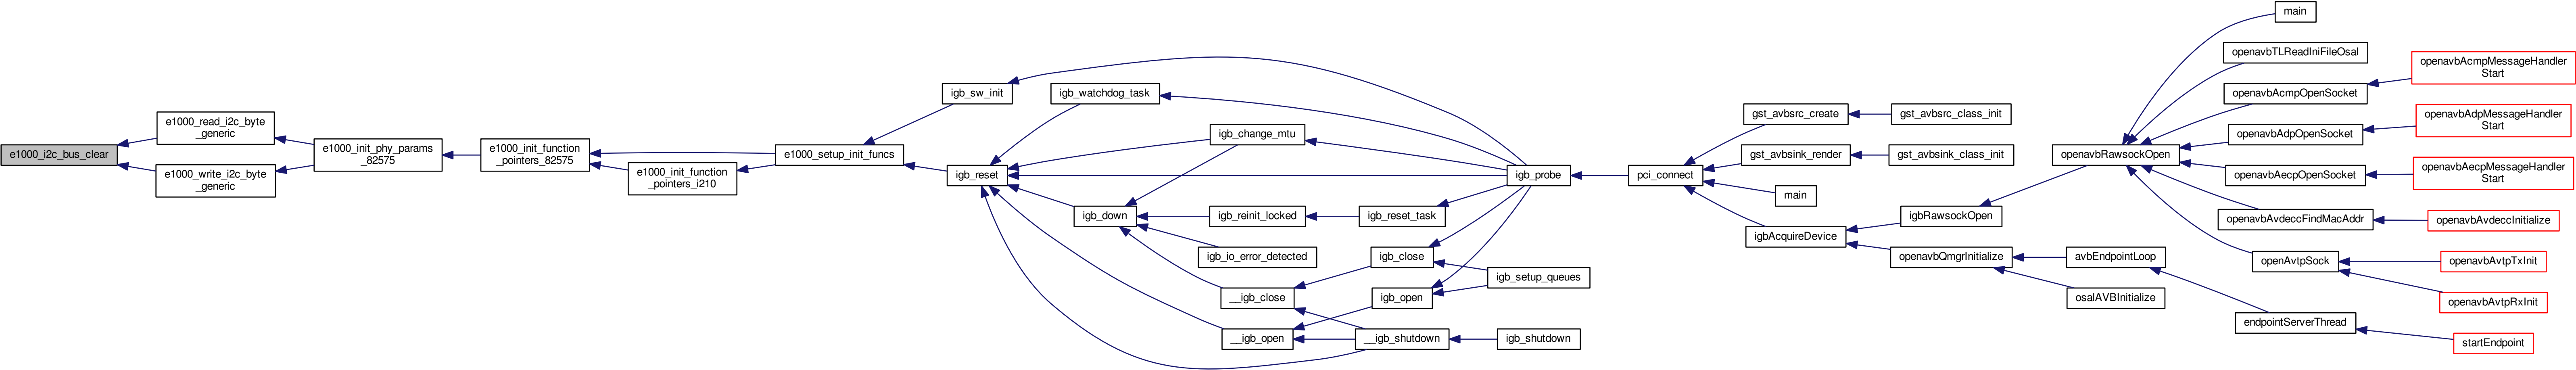 e1000_i2c_bus_clear
e1000_read_i2c_byte
_generic
e1000_write_i2c_byte
_generic
e1000_init_phy_params
_82575
e1000_init_function
_pointers_82575
e1000_init_function
_pointers_i210
e1000_setup_init_funcs
igb_sw_init
igb_reset
igb_watchdog_task
igb_change_mtu
igb_down
igb_reinit_locked
igb_reset_task
igb_io_error_detected
__igb_close
igb_close
igb_setup_queues
igb_open
__igb_open
__igb_shutdown
igb_shutdown
igb_probe
pci_connect
gst_avbsrc_create
gst_avbsrc_class_init
gst_avbsink_render
gst_avbsink_class_init
main
igbAcquireDevice
igbRawsockOpen
openavbQmgrInitialize
avbEndpointLoop
osalAVBInitialize
openavbRawsockOpen
main
openavbTLReadIniFileOsal
openavbAcmpOpenSocket
openavbAcmpMessageHandler
Start
openavbAdpOpenSocket
openavbAdpMessageHandler
Start
openavbAecpOpenSocket
openavbAecpMessageHandler
Start
openavbAvdeccFindMacAddr
openavbAvdeccInitialize
openAvtpSock
openavbAvtpTxInit
openavbAvtpRxInit
endpointServerThread
startEndpoint